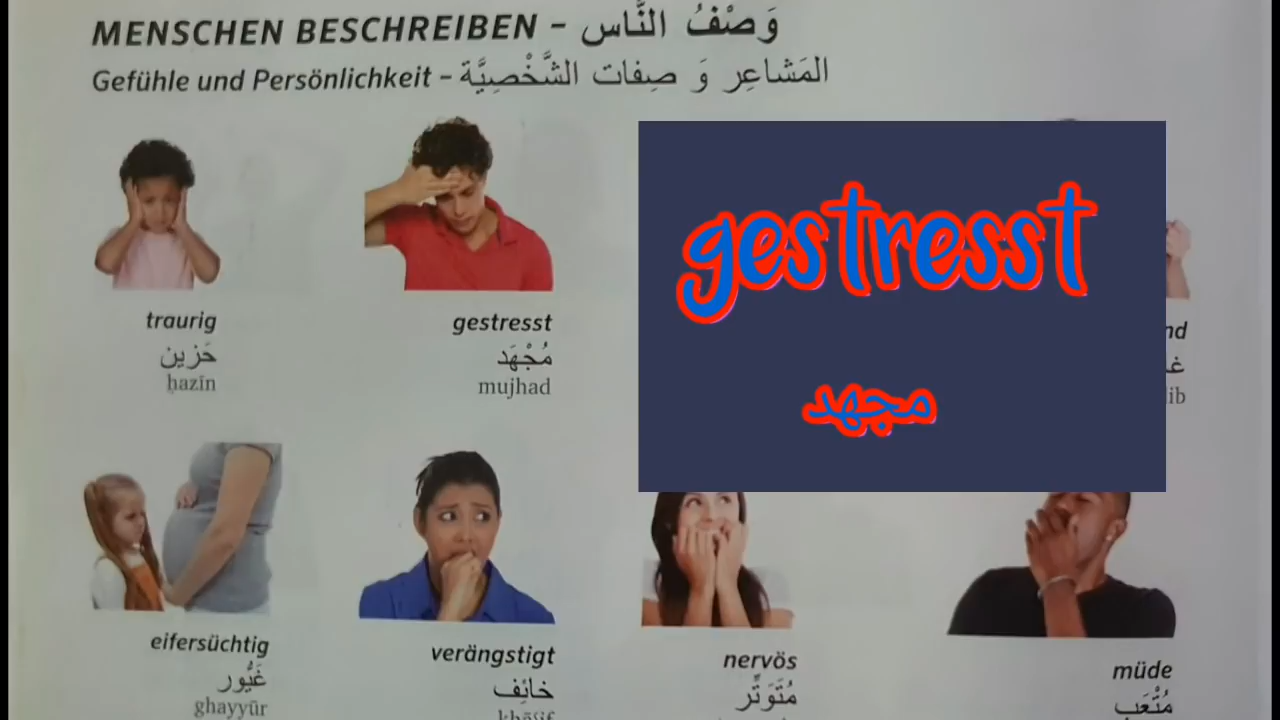 MENSCHEN BESCHREIBEN – وَصْفُ النَّاس
Gefühle und Persönlichkeit – المَشاعِر وَ صِفات الشَّخْصِيَّة
traurig
حَزين
ḥazīn
gestresst
مُجْهَد
mujhad
gestresst
مجهد
eifersüchtig
غَيُّور
ghayyūr
verängstigt
خائِف
nervös
مُتَوَتِّر
müde
مُتْعَب